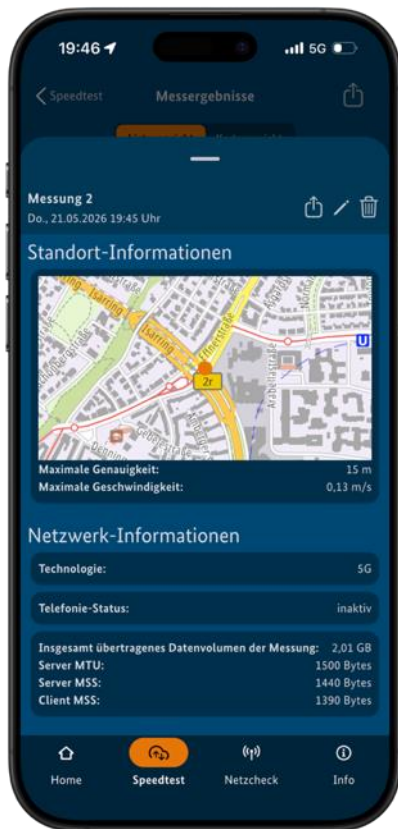 19:46 5G
Speedtest Messergebnisse
Messung 2
Do., 21.05.2026 19:45 Uhr
Standort-Informationen
Isarring
Isarring
Effnerstraße
Arabellastraße
U
2r
Maximale Genauigkeit: 15 m
Maximale Geschwindigkeit: 0,13 m/s
Netzwerk-Informationen
Technologie: 5G
Telefonie-Status: inaktiv
Insgesamt übertragenes Datenvolumen der Messung: 2,01 GB
Server MTU: 1500 Bytes
Server MSS: 1440 Bytes
Client MSS: 1390 Bytes
Home Speedtest Netzcheck Info